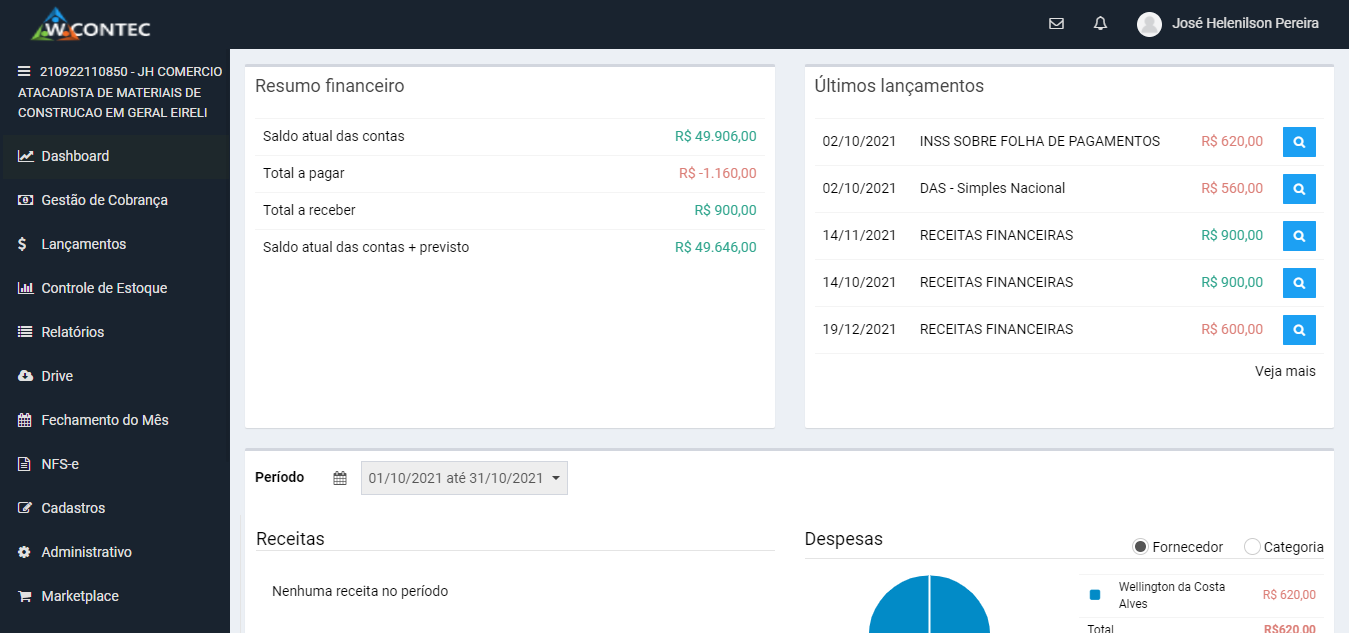 W.CONTEC
José Helenilson Pereira
210922110850 - JH COMERCIO
ATACADISTA DE MATERIAIS DE
CONSTRUCAO EM GERAL EIRELI
Dashboard
Gestão de Cobrança
Lançamentos
Controle de Estoque
Relatórios
Drive
Fechamento do Mês
NFS-e
Cadastros
Administrativo
Marketplace
Resumo financeiro
Saldo atual das contas R$ 49.906,00
Total a pagar R$ -1.160,00
Total a receber R$ 900,00
Saldo atual das contas + previsto R$ 49.646,00
Últimos lançamentos
02/10/2021 INSS SOBRE FOLHA DE PAGAMENTOS R$ 620,00
02/10/2021 DAS - Simples Nacional R$ 560,00
14/11/2021 RECEITAS FINANCEIRAS R$ 900,00
14/10/2021 RECEITAS FINANCEIRAS R$ 900,00
19/12/2021 RECEITAS FINANCEIRAS R$ 600,00
Veja mais
Período 01/10/2021 até 31/10/2021
Receitas
Nenhuma receita no período
Despesas
Fornecedor Categoria
Wellington da Costa
Alves R$ 620,00
Total R$620,00